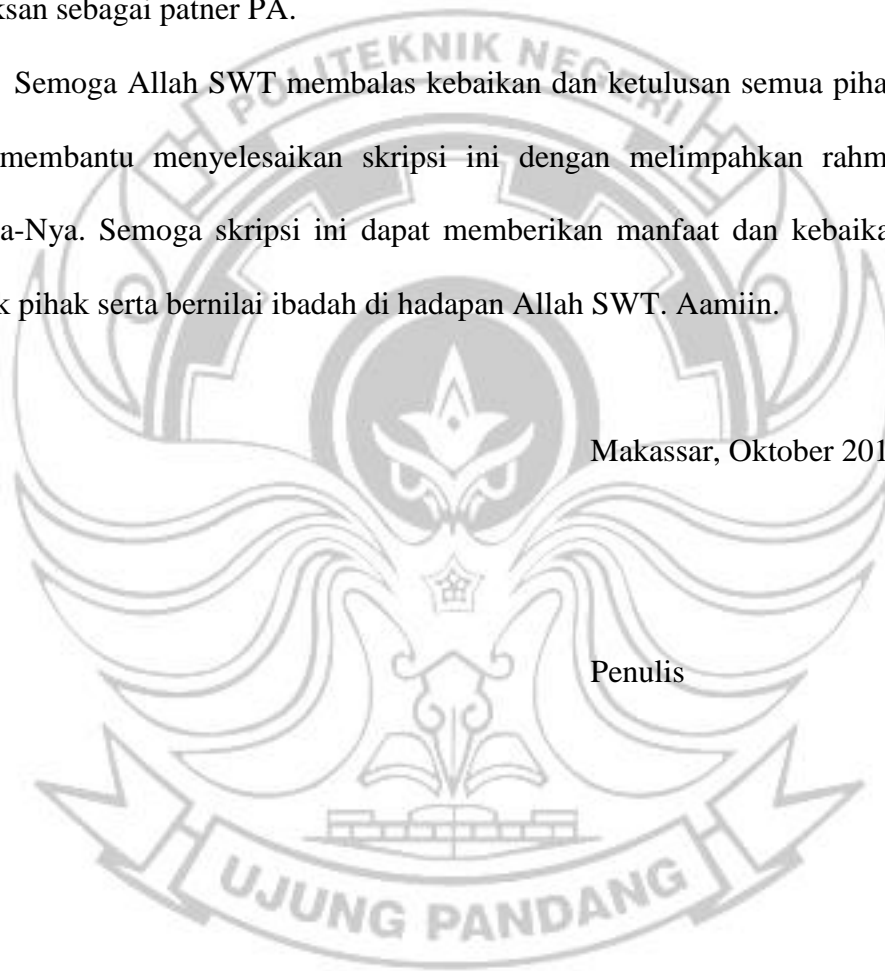 ksan sebagai patner PA.
Semoga Allah SWT membalas kebaikan dan ketulusan semua piha
membantu menyelesaikan skripsi ini dengan melimpahkan rahm
a-Nya. Semoga skripsi ini dapat memberikan manfaat dan kebaika
k pihak serta bernilai ibadah di hadapan Allah SWT. Aamiin.
Makassar, Oktober 201
Penulis
POLITEKNIK NEGERI
UJUNG PANDANG